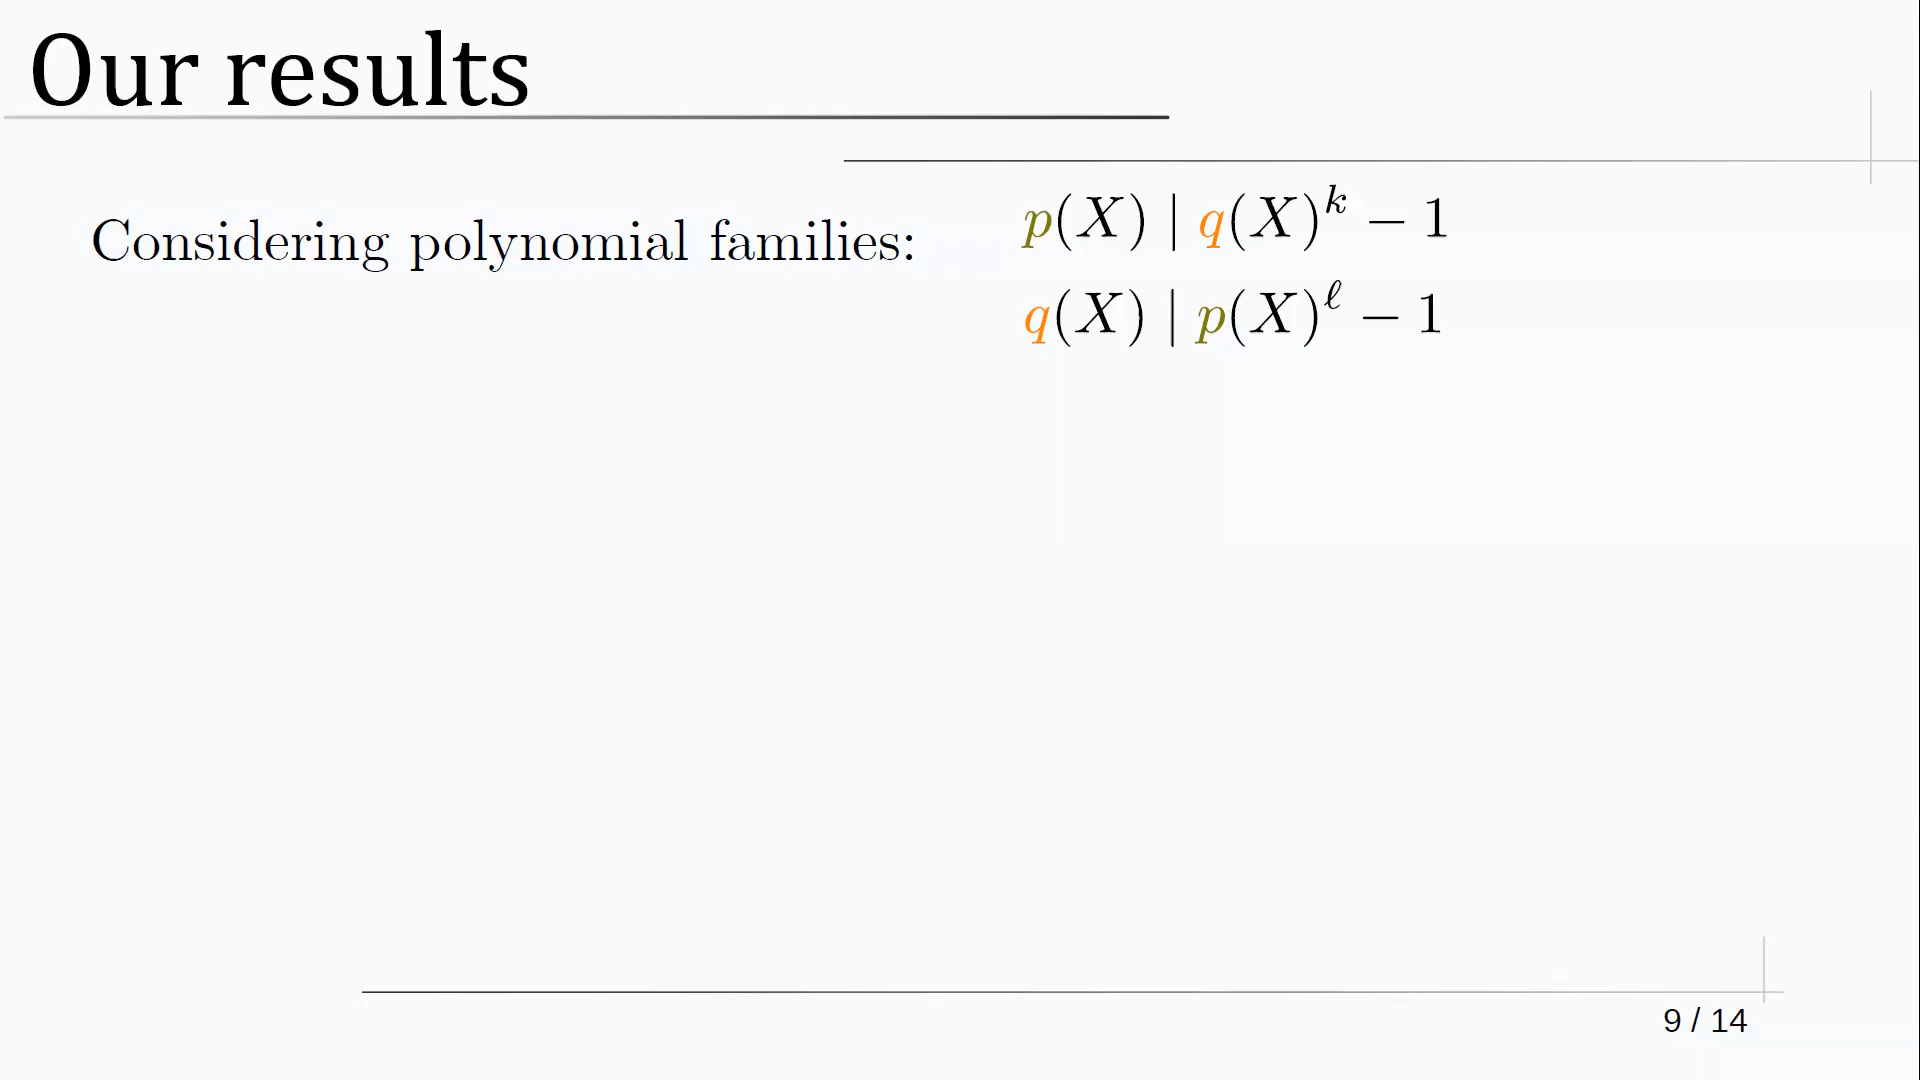 Our results
Considering polynomial families:
p(X) | q(X)^k − 1
q(X) | p(X)^ℓ − 1
9 / 14